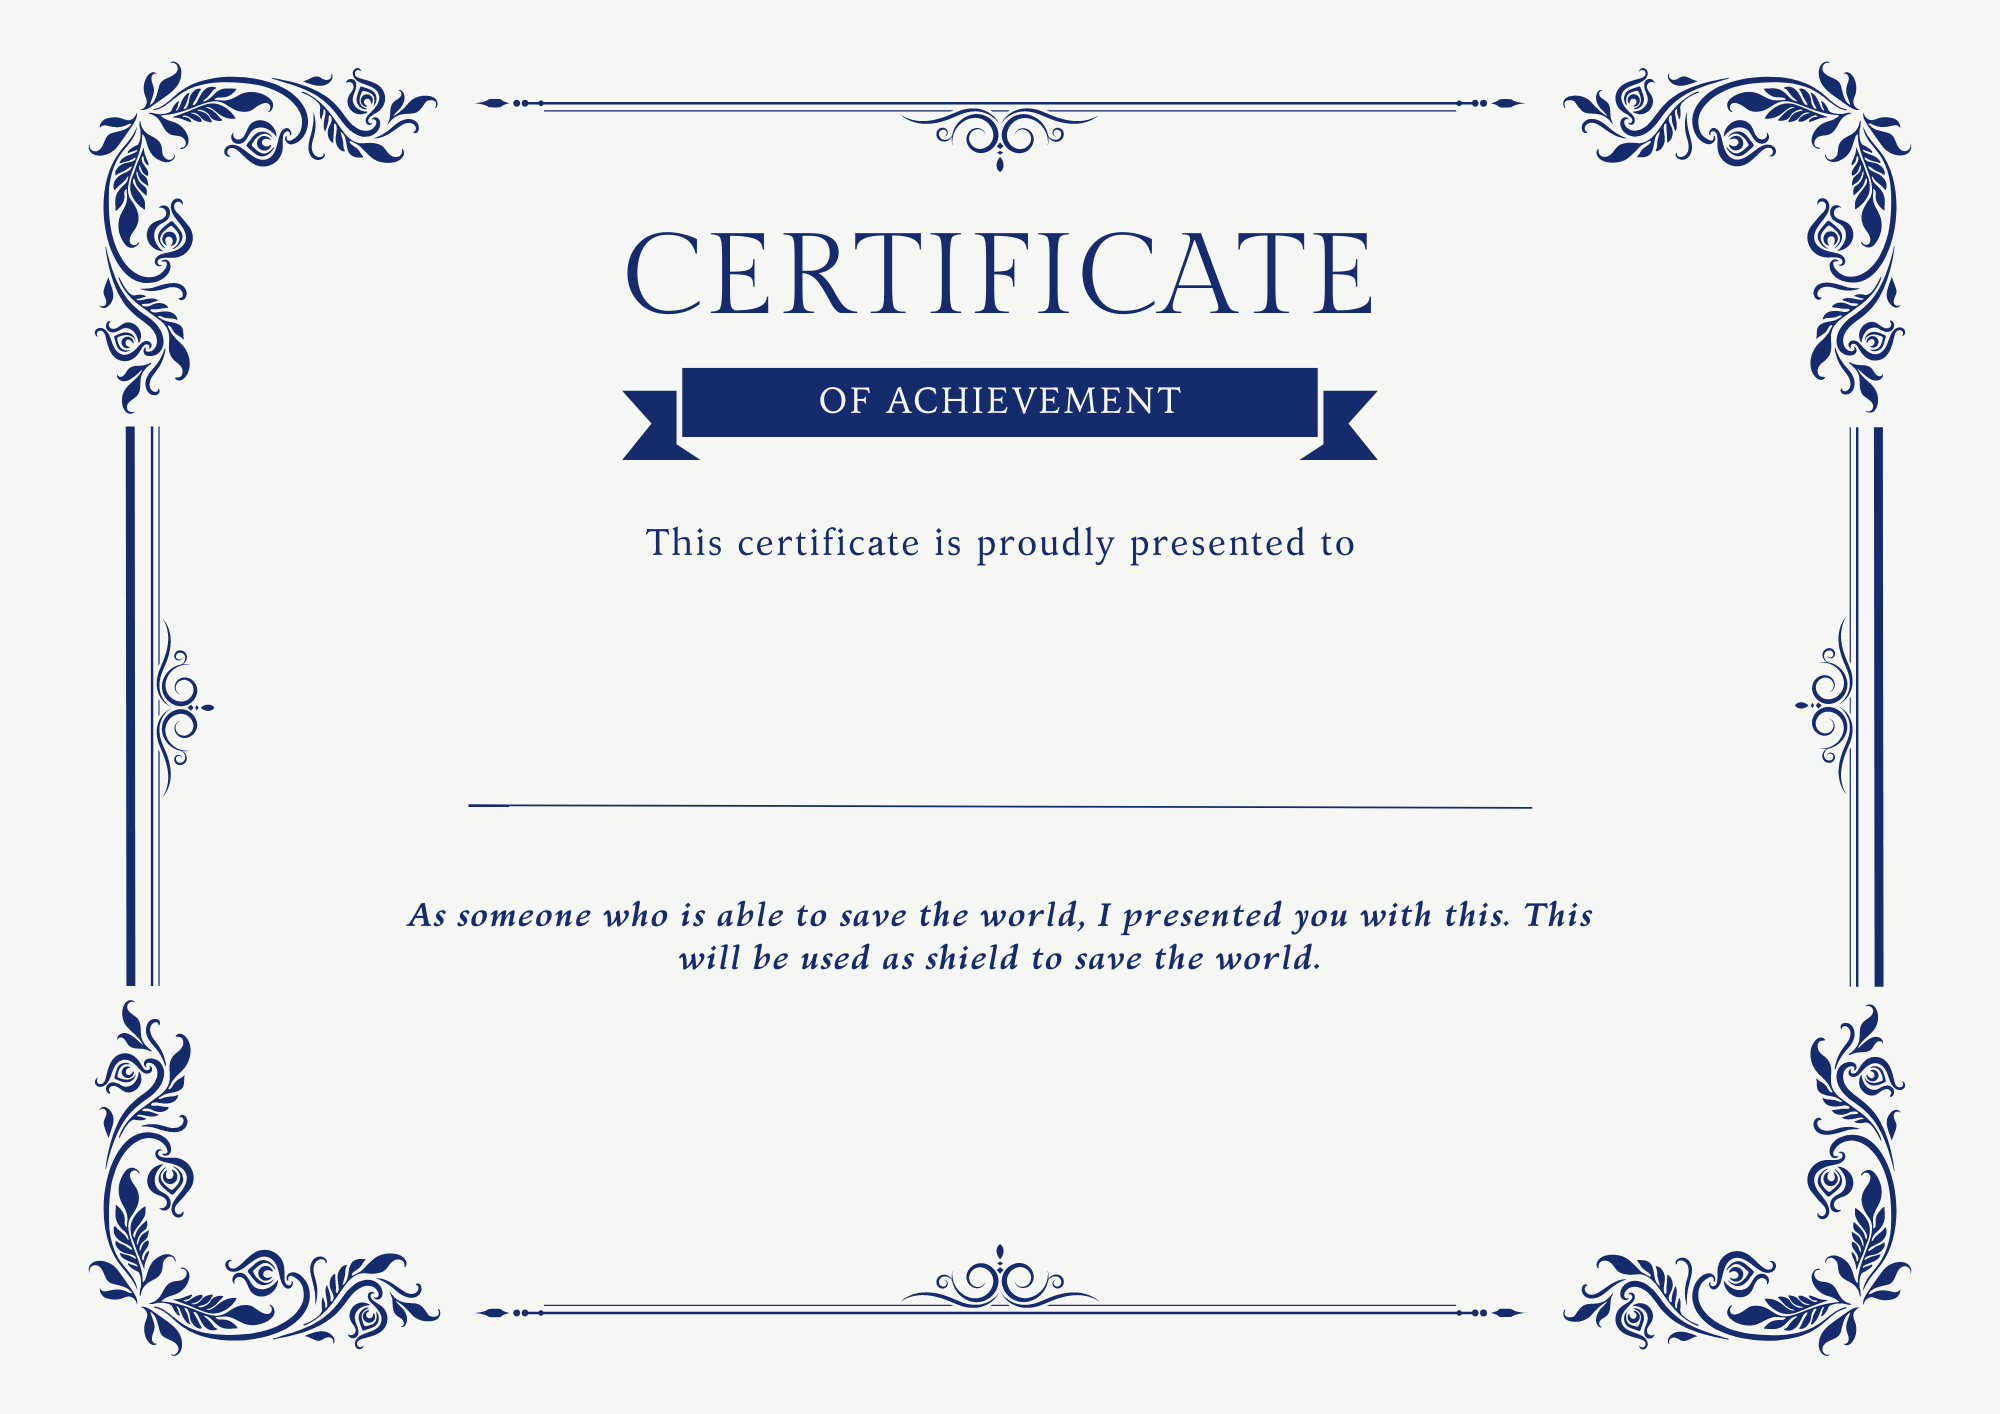 CERTIFICATE
OF ACHIEVEMENT
This certificate is proudly presented to
As someone who is able to save the world, I presented you with this. This
will be used as shield to save the world.